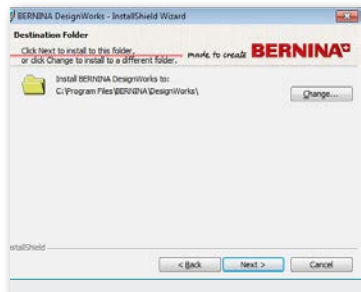 BERNINA DesignWorks - InstallShield Wizard
Destination Folder
Click Next to install to this folder,
or click Change to install to a different folder.
made to create BERNINA
Install BERNINA DesignWorks to:
C:\Program Files\BERNINA\DesignWorks\
Change...
nstallShield
< Back
Next >
Cancel